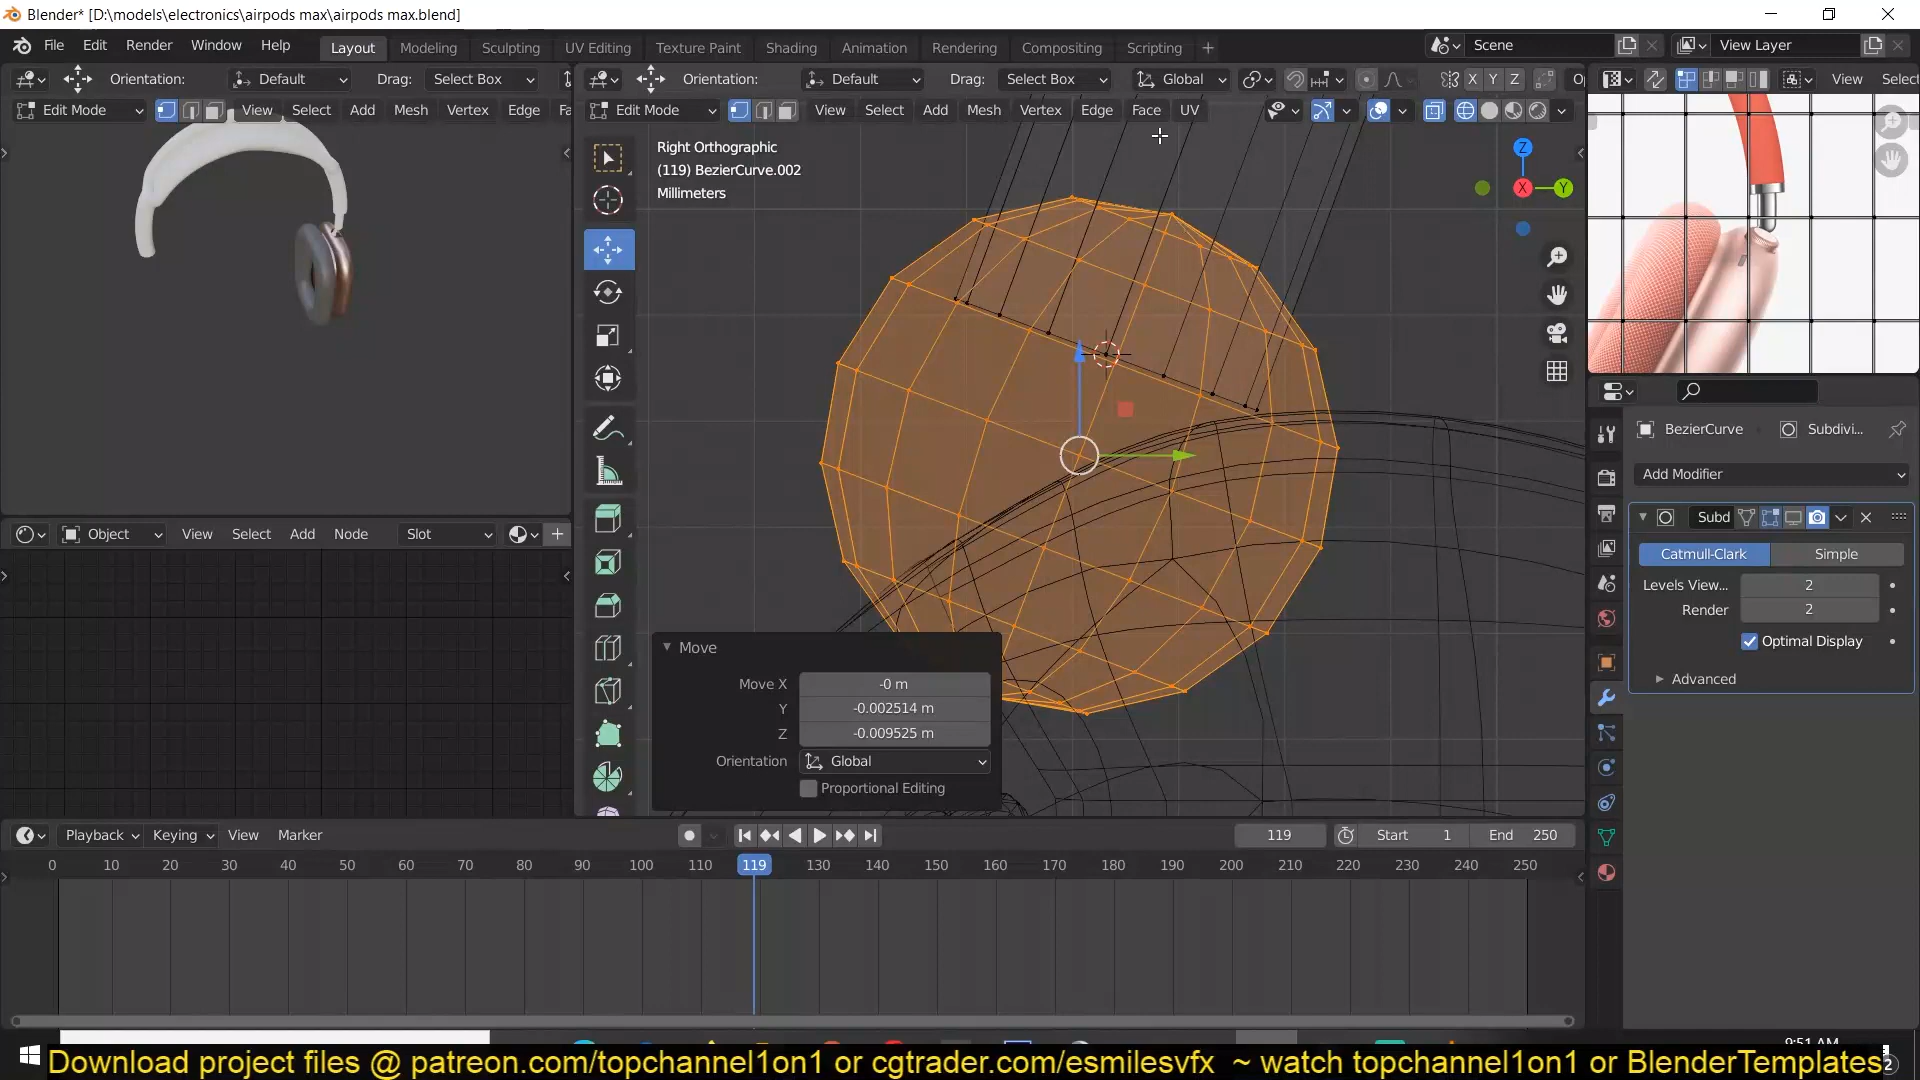 Blender* [D:\models\electronics\airpods max\airpods max.blend]
File Edit Render Window Help Layout Modeling Sculpting UV Editing Texture Paint Shading Animation Rendering Compositing Scripting + Scene View Layer
Orientation: Default Drag: Select Box Orientation: Default Drag: Select Box Global X Y Z Op View Select
Edit Mode View Select Add Mesh Vertex Edge Fa Edit Mode View Select Add Mesh Vertex Edge Face UV
Right Orthographic
(119) BezierCurve.002
Millimeters
Z
X Y
BezierCurve Subdivi...
Add Modifier
Subd
Object View Select Add Node Slot
Catmull-Clark Simple
Levels View... 2
Render 2
Optimal Display
Advanced
Move
Move X -0 m
Y -0.002514 m
Z -0.009525 m
Orientation Global
Proportional Editing
Playback Keying View Marker 119 Start 1 End 250
0 10 20 30 40 50 60 70 80 90 100 110 119 130 140 150 160 170 180 190 200 210 220 230 240 250
9:51 AM
Download project files @ patreon.com/topchannel1on1 or cgtrader.com/esmilesvfx ~ watch topchannel1on1 or BlenderTemplates
2